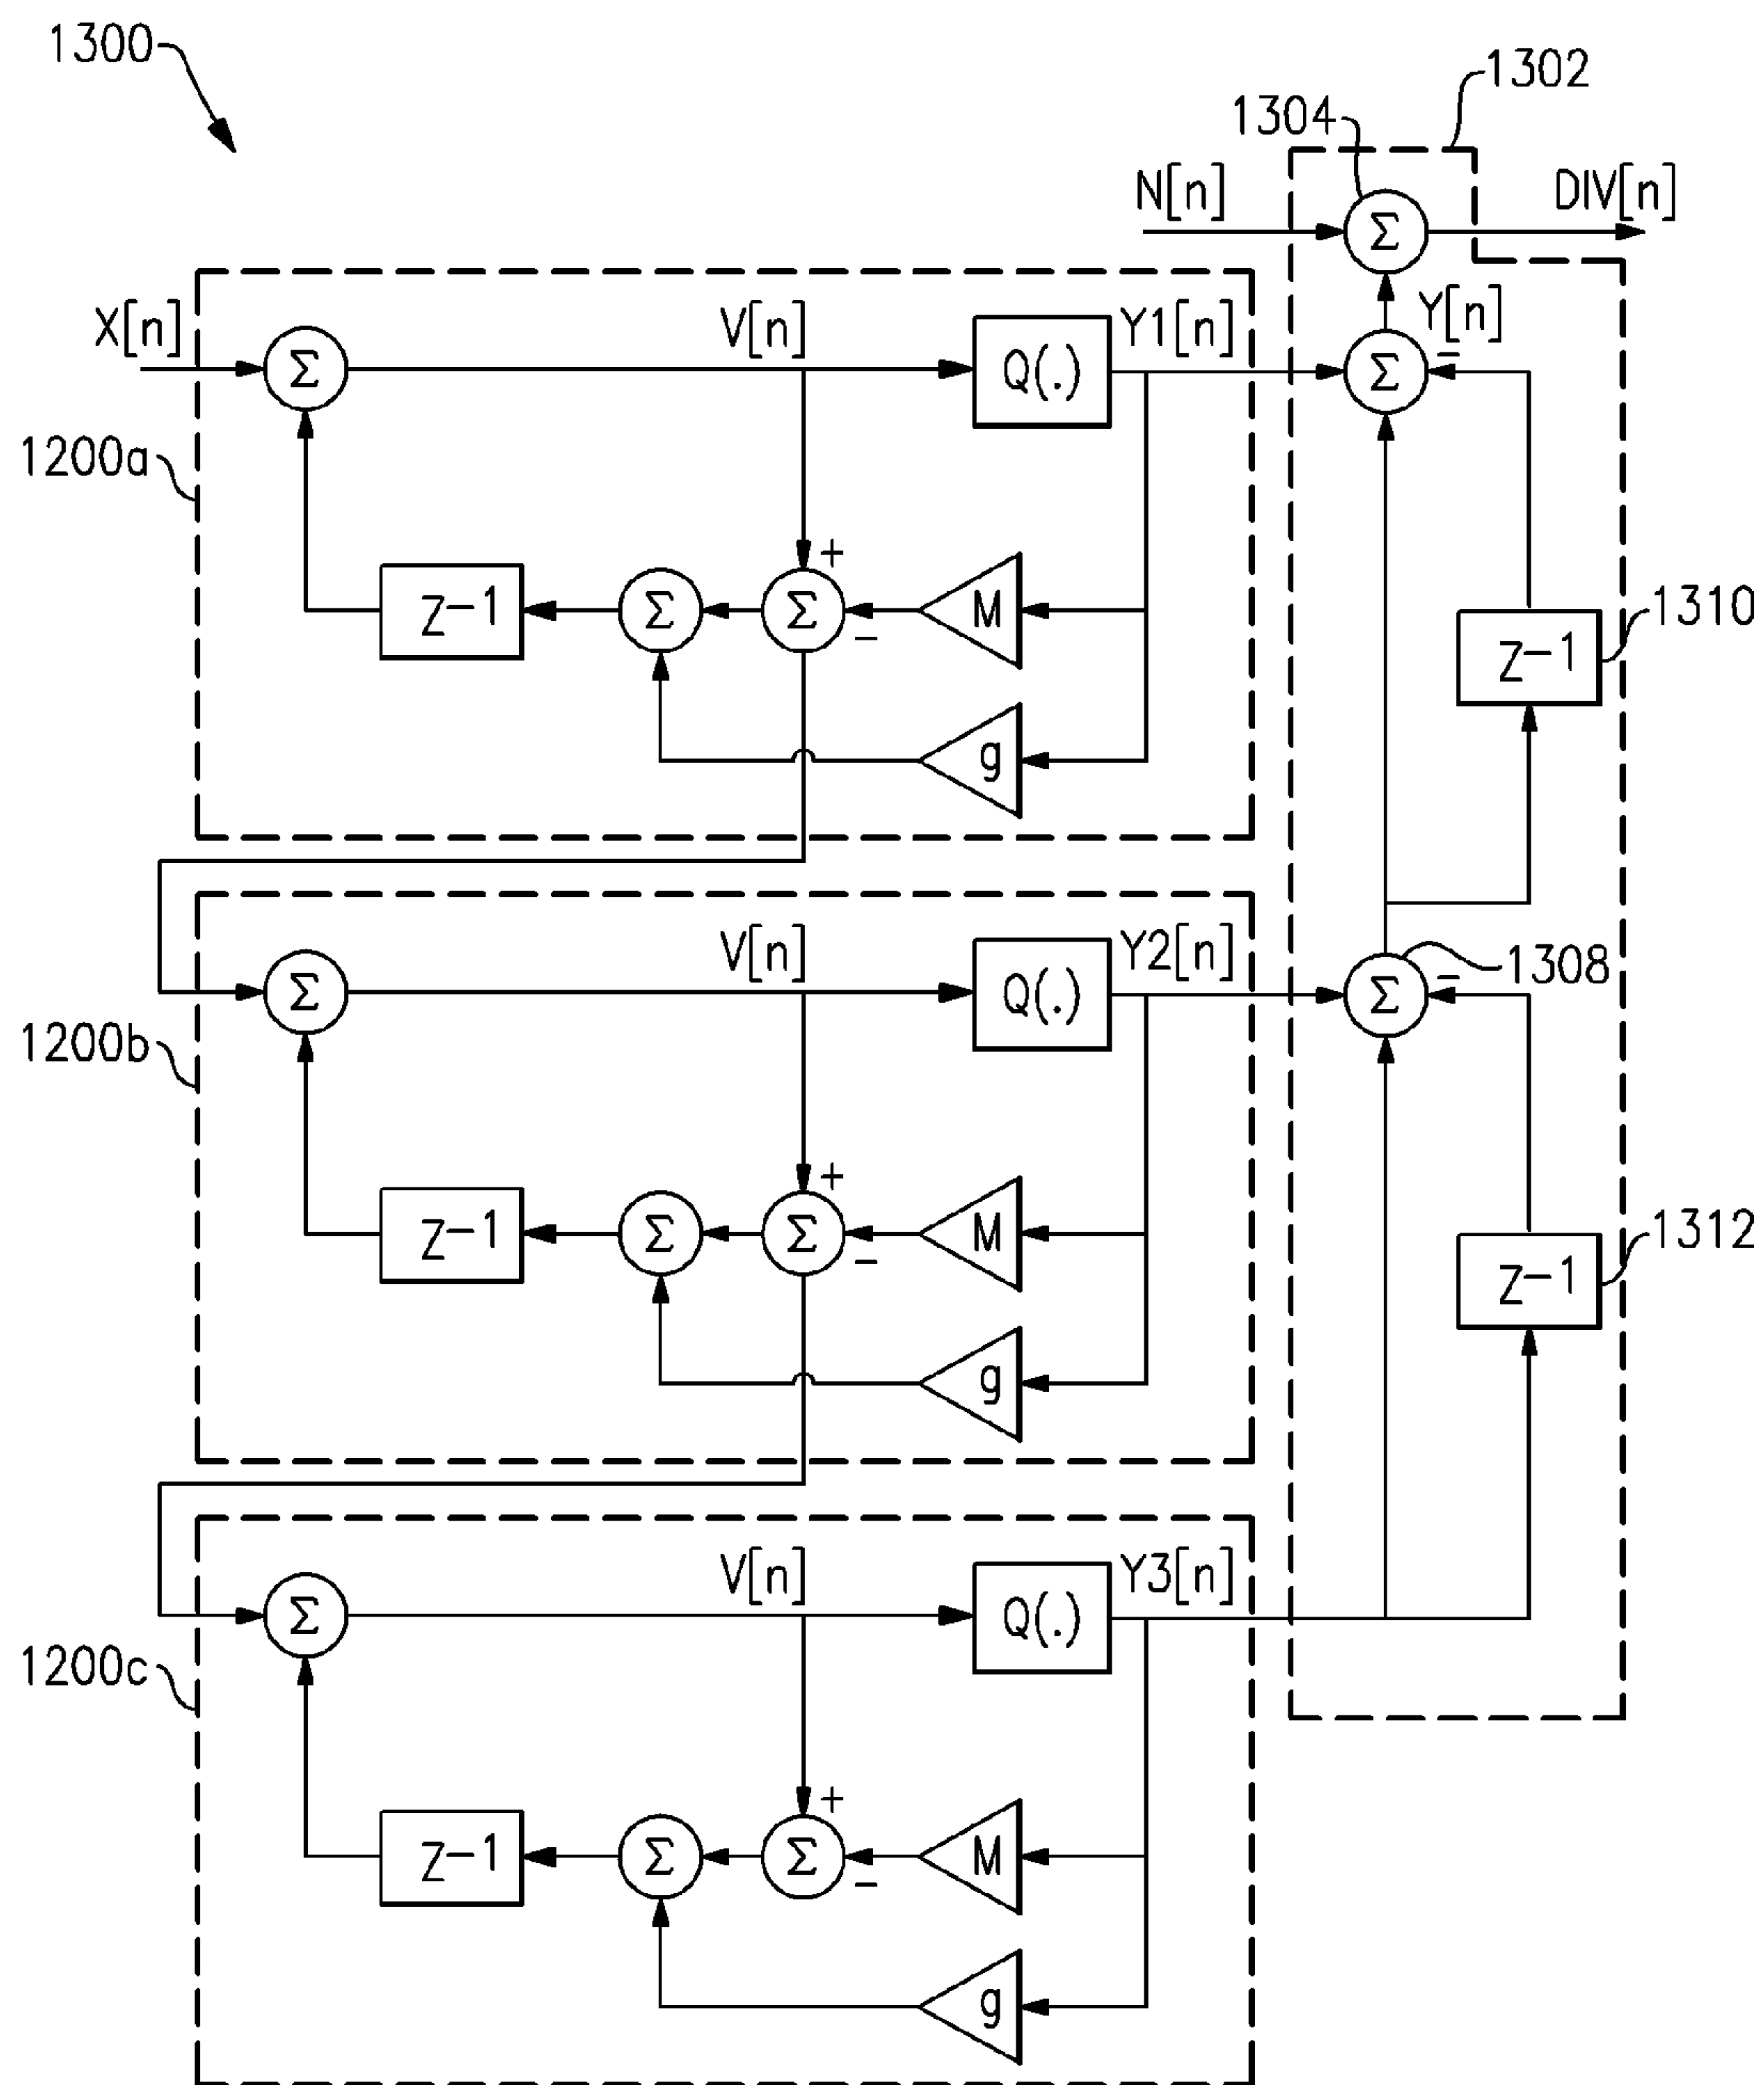 1300
1302
1304
N[n]
DIV[n]
Σ
X[n]
V[n]
Y1[n]
Y[n]
Σ
Q(.)
Σ
–
1200a
+
Z–1
Σ
Σ
–
M
1310
Z–1
g
V[n]
Y2[n]
1308
Σ
Q(.)
Σ
–
1200b
+
Z–1
Σ
Σ
–
M
1312
Z–1
g
V[n]
Y3[n]
Σ
Q(.)
1200c
+
Z–1
Σ
Σ
–
M
g